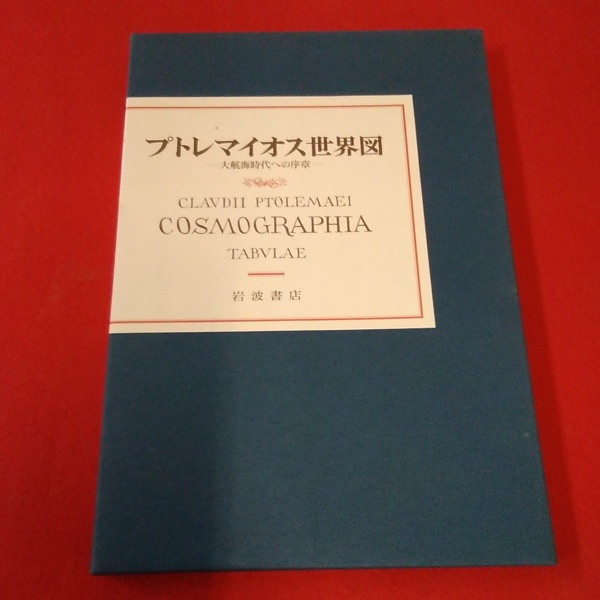 プトレマイオス世界図
—大航海時代への序章—
CLAVDII PTOLEMAEI
COSMOGRAPHIA
TABVLAE
岩波書店